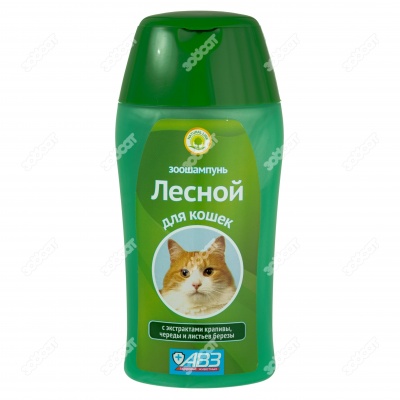 ЗООШАМПУНЬ
Лесной
для кошек
с экстрактами крапивы,
череды и листьев березы
АВЗ